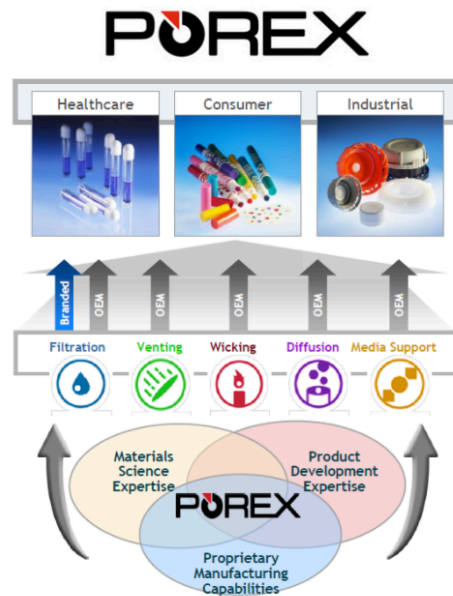 POREX
Healthcare
Consumer
Industrial
Branded
OEM
OEM
OEM
OEM
OEM
Filtration
Venting
Wicking
Diffusion
Media Support
Materials
Science
Expertise
Product
Development
Expertise
POREX
Proprietary
Manufacturing
Capabilities